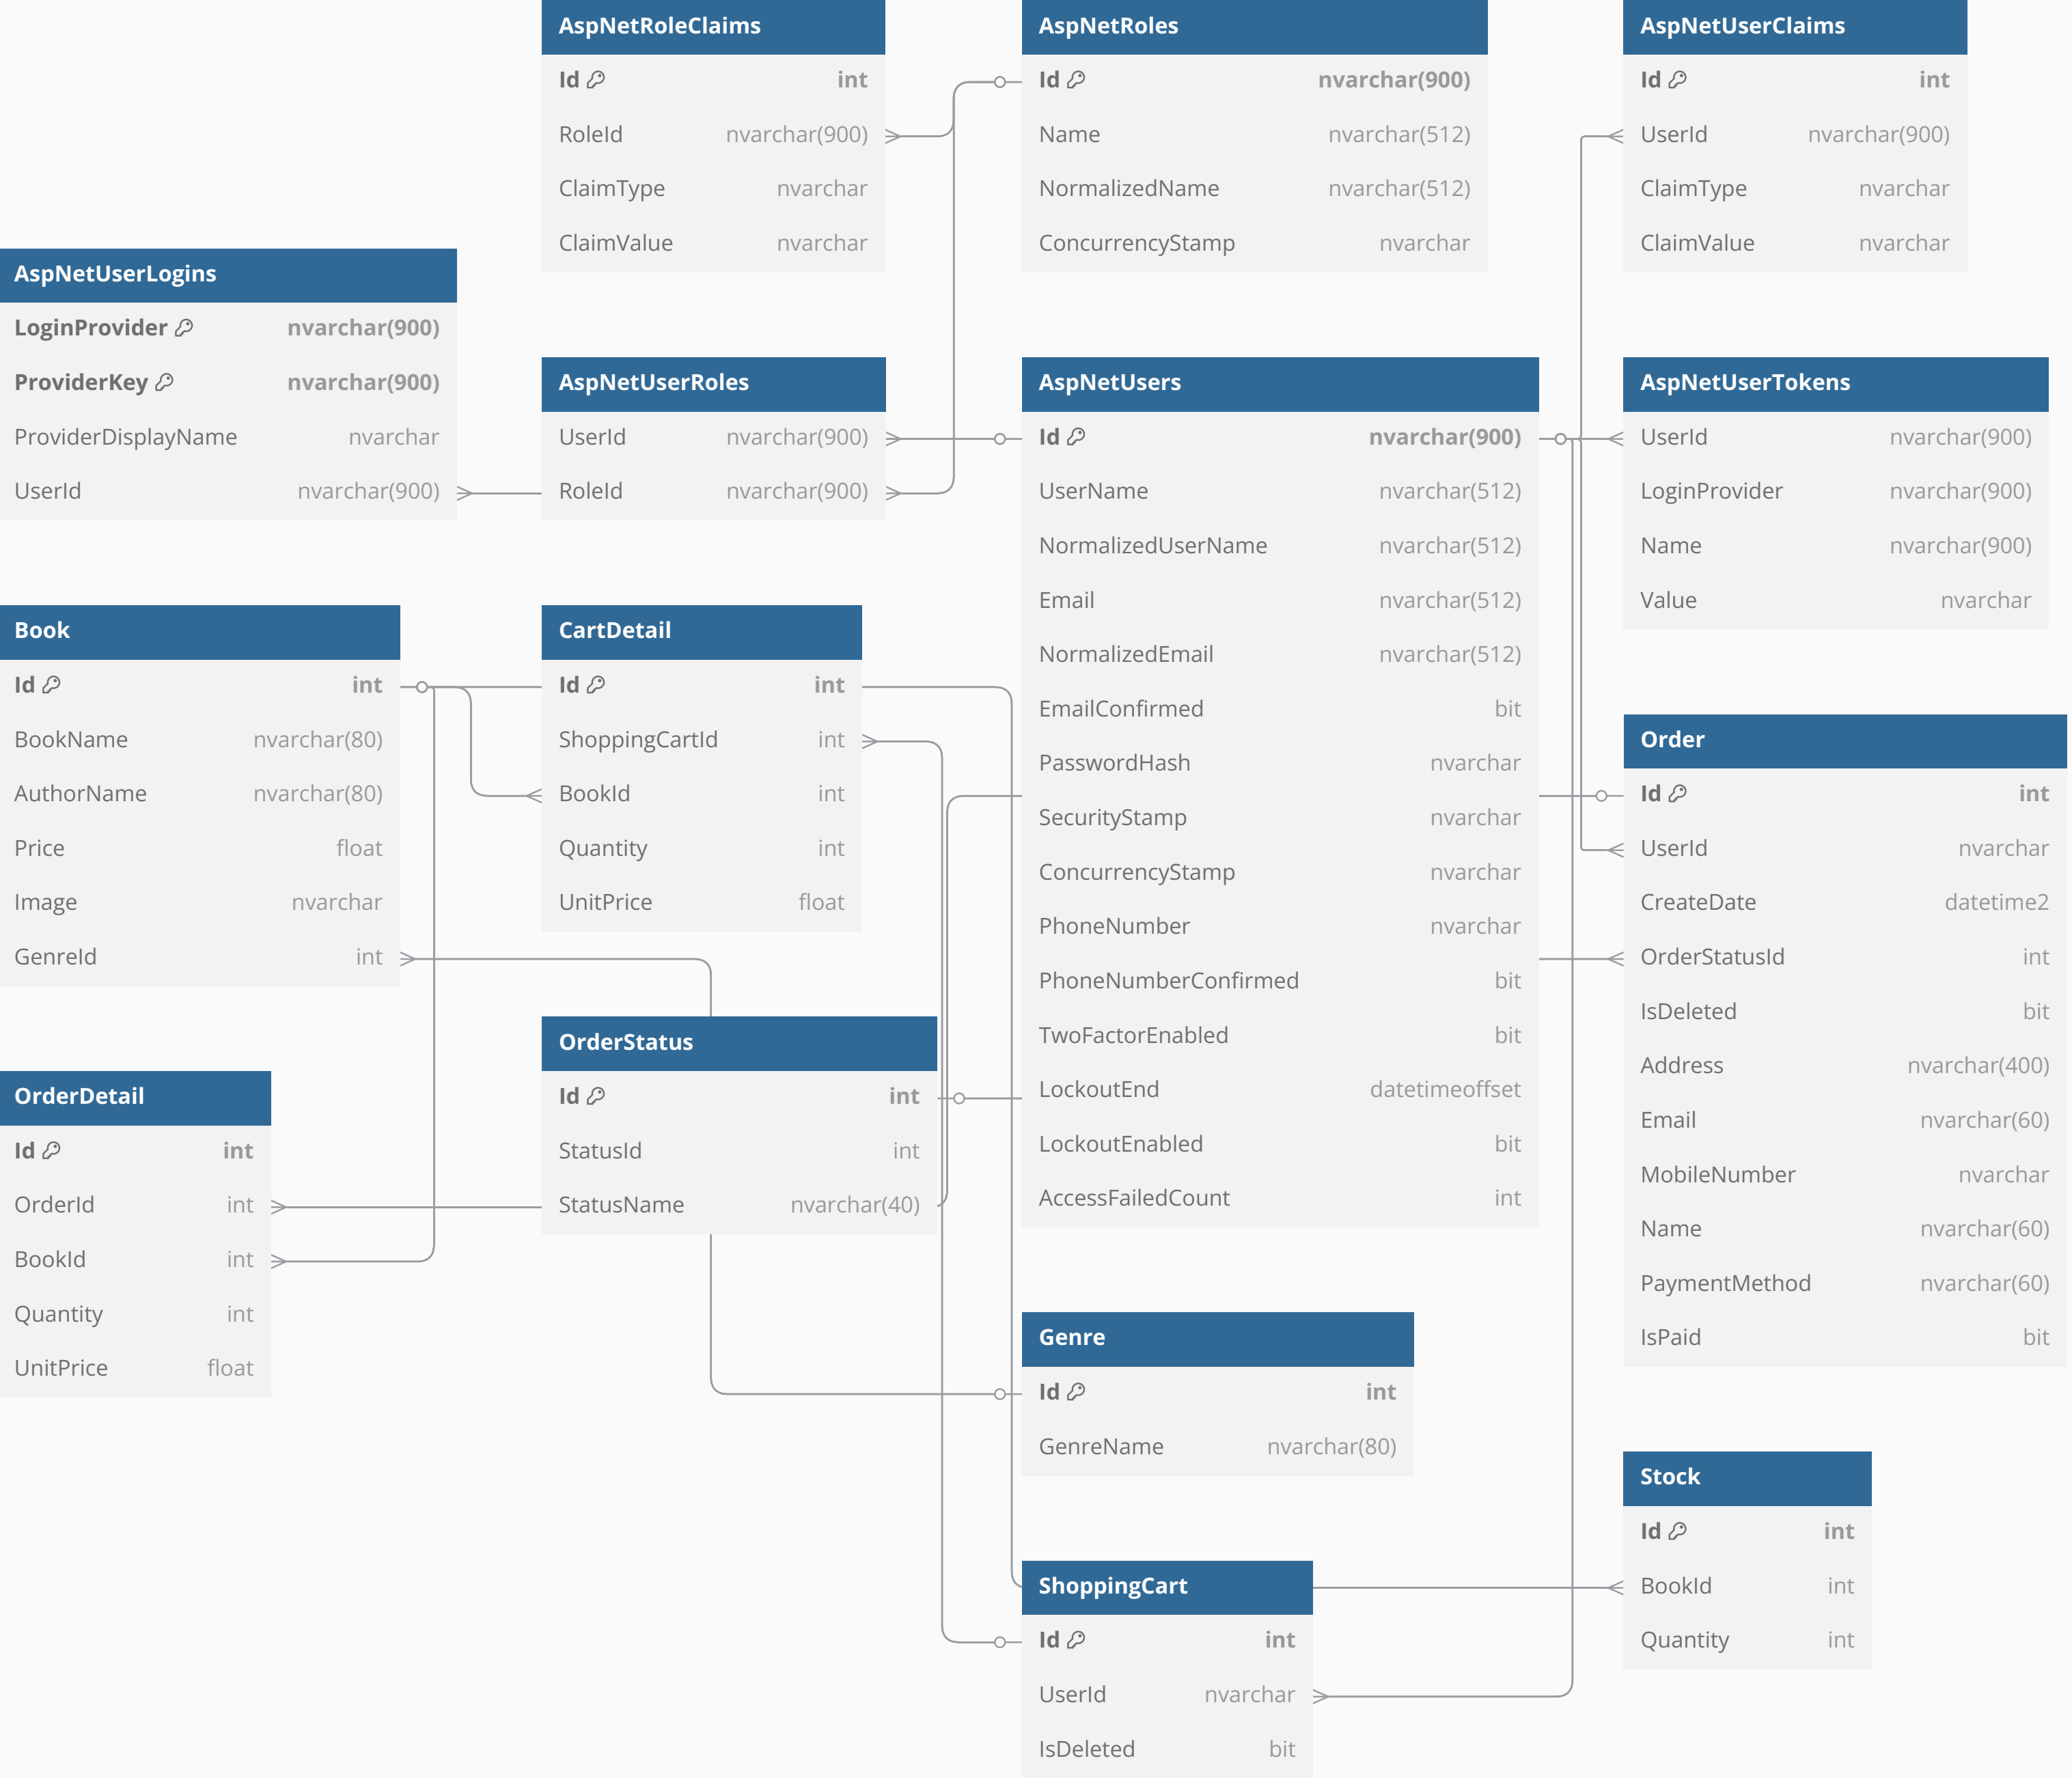 AspNetRoleClaims
Id int
RoleId nvarchar(900)
ClaimType nvarchar
ClaimValue nvarchar
AspNetRoles
Id nvarchar(900)
Name nvarchar(512)
NormalizedName nvarchar(512)
ConcurrencyStamp nvarchar
AspNetUserClaims
Id int
UserId nvarchar(900)
ClaimType nvarchar
ClaimValue nvarchar
AspNetUserLogins
LoginProvider nvarchar(900)
ProviderKey nvarchar(900)
ProviderDisplayName nvarchar
UserId nvarchar(900)
AspNetUserRoles
UserId nvarchar(900)
RoleId nvarchar(900)
AspNetUsers
Id nvarchar(900)
UserName nvarchar(512)
NormalizedUserName nvarchar(512)
Email nvarchar(512)
NormalizedEmail nvarchar(512)
EmailConfirmed bit
PasswordHash nvarchar
SecurityStamp nvarchar
ConcurrencyStamp nvarchar
PhoneNumber nvarchar
PhoneNumberConfirmed bit
TwoFactorEnabled bit
LockoutEnd datetimeoffset
LockoutEnabled bit
AccessFailedCount int
AspNetUserTokens
UserId nvarchar(900)
LoginProvider nvarchar(900)
Name nvarchar(900)
Value nvarchar
Book
Id int
BookName nvarchar(80)
AuthorName nvarchar(80)
Price float
Image nvarchar
GenreId int
CartDetail
Id int
ShoppingCartId int
BookId int
Quantity int
UnitPrice float
Order
Id int
UserId nvarchar
CreateDate datetime2
OrderStatusId int
IsDeleted bit
Address nvarchar(400)
Email nvarchar(60)
MobileNumber nvarchar
Name nvarchar(60)
PaymentMethod nvarchar(60)
IsPaid bit
OrderDetail
Id int
OrderId int
BookId int
Quantity int
UnitPrice float
OrderStatus
Id int
StatusId int
StatusName nvarchar(40)
Genre
Id int
GenreName nvarchar(80)
Stock
Id int
BookId int
Quantity int
ShoppingCart
Id int
UserId nvarchar
IsDeleted bit